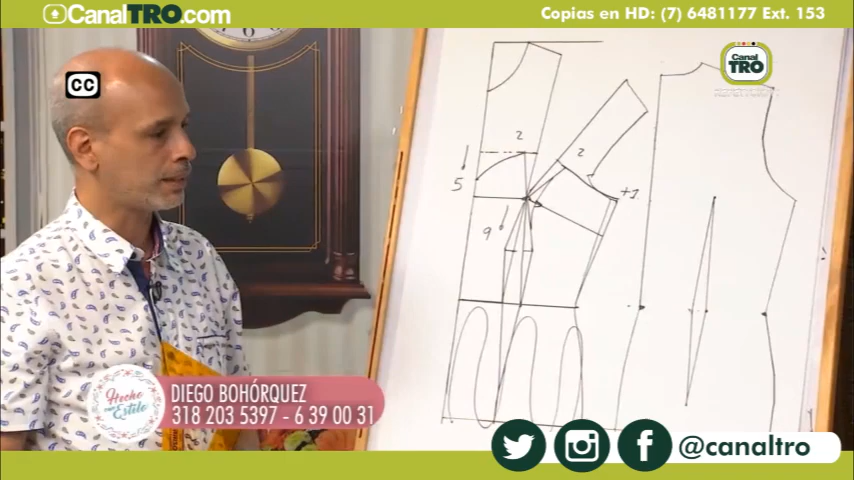 CanalTRO.com
Copias en HD: (7) 6481177 Ext. 153
CC
Canal
TRO
2
2
5
+1
9
Hecho
con Estilo
DIEGO BOHÓRQUEZ
318 203 5397 - 6 39 00 31
@canaltro